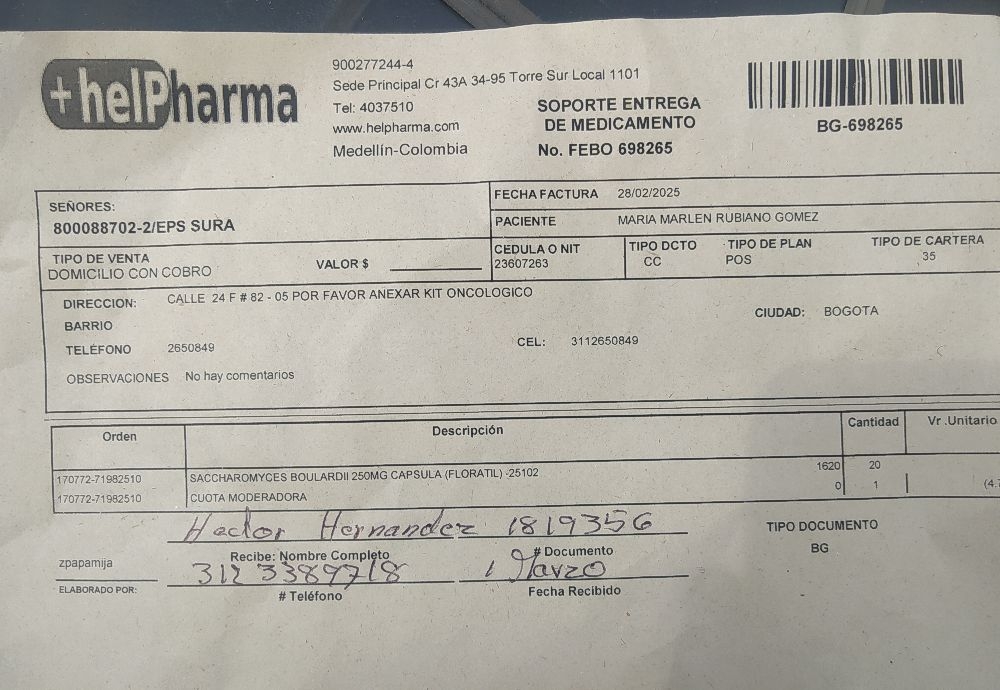 +helPharma
900277244-4
Sede Principal Cr 43A 34-95 Torre Sur Local 1101
Tel: 4037510
www.helpharma.com
Medellín-Colombia
SOPORTE ENTREGA
DE MEDICAMENTO
No. FEBO 698265
BG-698265
SEÑORES:
800088702-2/EPS SURA
FECHA FACTURA 28/02/2025
PACIENTE MARIA MARLEN RUBIANO GOMEZ
TIPO DE VENTA
DOMICILIO CON COBRO
VALOR $
CEDULA O NIT
23607263
TIPO DCTO
CC
TIPO DE PLAN
POS
TIPO DE CARTERA
35
DIRECCION: CALLE 24 F # 82 - 05 POR FAVOR ANEXAR KIT ONCOLOGICO
BARRIO
CIUDAD: BOGOTA
TELÉFONO 2650849
CEL: 3112650849
OBSERVACIONES No hay comentarios
Orden Descripción Cantidad Vr .Unitario
170772-71982510 SACCHAROMYCES BOULARDII 250MG CAPSULA (FLORATIL) -25102 1620 20
170772-71982510 CUOTA MODERADORA 0 1 (4.7
Hector Hernandez 1819356
Recibe: Nombre Completo # Documento
TIPO DOCUMENTO
BG
zpapamija
3123389718 1 Marzo
ELABORADO POR: # Teléfono Fecha Recibido